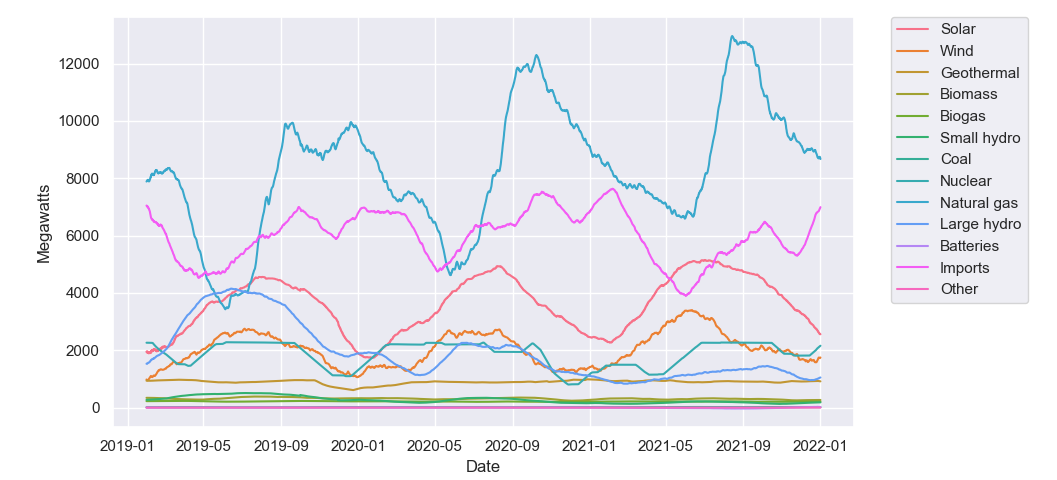 Megawatts
12000
10000
8000
6000
4000
2000
0
2019-01 2019-05 2019-09 2020-01 2020-05 2020-09 2021-01 2021-05 2021-09 2022-01
Date
Solar
Wind
Geothermal
Biomass
Biogas
Small hydro
Coal
Nuclear
Natural gas
Large hydro
Batteries
Imports
Other